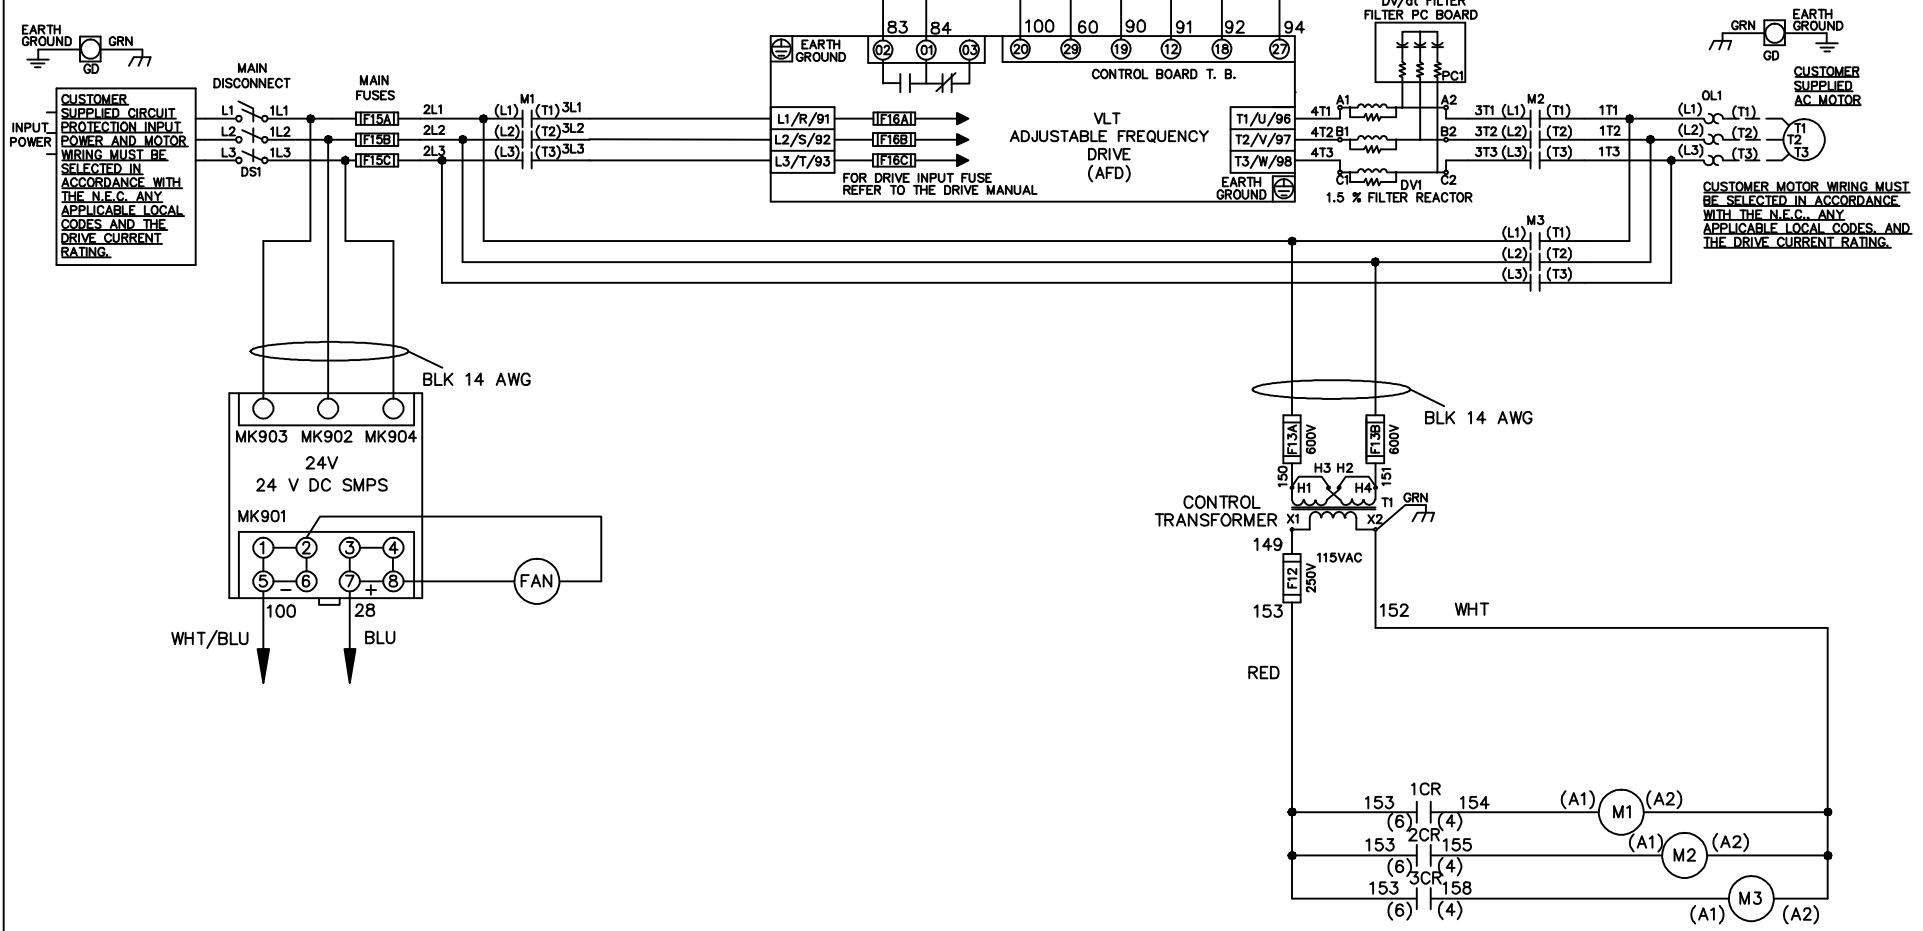 DV/dt FILTER
FILTER PC BOARD
83
84
100
60
90
91
92
94
EARTH
GROUND
GRN
GD
EARTH
GROUND
02
01
03
20
29
19
12
18
27
CONTROL BOARD T. B.
PC1
GRN
EARTH
GROUND
GD
MAIN
DISCONNECT
MAIN
FUSES
INPUT
POWER
CUSTOMER
SUPPLIED CIRCUIT
PROTECTION INPUT
POWER AND MOTOR
WIRING MUST BE
SELECTED IN
ACCORDANCE WITH
THE N.E.C. ANY
APPLICABLE LOCAL
CODES AND THE
DRIVE CURRENT
RATING.
L1 1L1
L2 1L2
L3 1L3
DS1
F15A
F15B
F15C
2L1
2L2
2L3
M1
(L1) (T1) 3L1
(L2) (T2) 3L2
(L3) (T3) 3L3
L1/R/91
L2/S/92
L3/T/93
F16A
F16B
F16C
FOR DRIVE INPUT FUSE
REFER TO THE DRIVE MANUAL
VLT
ADJUSTABLE FREQUENCY
DRIVE
(AFD)
T1/U/96
T2/V/97
T3/W/98
EARTH
GROUND
4T1 A1 A2
4T2 B1 B2
4T3
C1 DV1 C2
1.5 % FILTER REACTOR
M2
3T1 (L1) (T1) 1T1
3T2 (L2) (T2) 1T2
3T3 (L3) (T3) 1T3
OL1
(L1) (T1)
(L2) (T2)
(L3) (T3)
CUSTOMER
SUPPLIED
AC MOTOR
T1
T2
T3
CUSTOMER MOTOR WIRING MUST
BE SELECTED IN ACCORDANCE
WITH THE N.E.C., ANY
APPLICABLE LOCAL CODES, AND
THE DRIVE CURRENT RATING.
M3
(L1) (T1)
(L2) (T2)
(L3) (T3)
BLK 14 AWG
MK903 MK902 MK904
24V
24 V DC SMPS
MK901
1 2 3 4
5 6 7 8
− +
FAN
100
28
WHT/BLU
BLU
BLK 14 AWG
F13A
600V
F13B
600V
150
151
H3 H2
H1 H4
CONTROL
TRANSFORMER
T1
GRN
X1 X2
149
115VAC
F12
250V
153
152
WHT
RED
1CR
153 154
(6) (4)
(A1) M1 (A2)
2CR
153 155
(6) (4)
(A1) M2 (A2)
3CR
153 158
(6) (4)
(A1) M3 (A2)